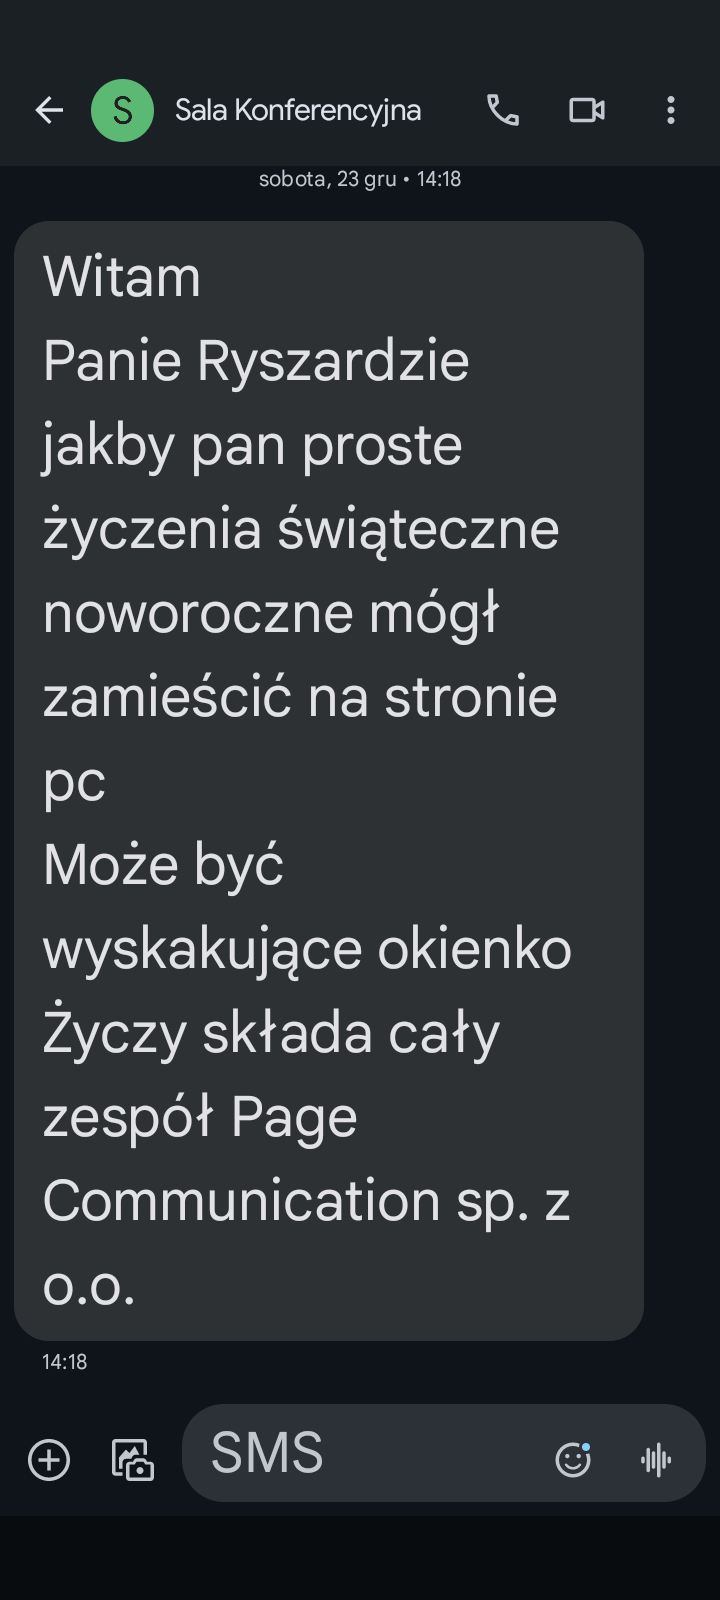 S Sala Konferencyjna
sobota, 23 gru • 14:18
Witam
Panie Ryszardzie
jakby pan proste
życzenia świąteczne
noworoczne mógł
zamieścić na stronie
pc
Może być
wyskakujące okienko
Życzy składa cały
zespół Page
Communication sp. z
o.o.
14:18
SMS